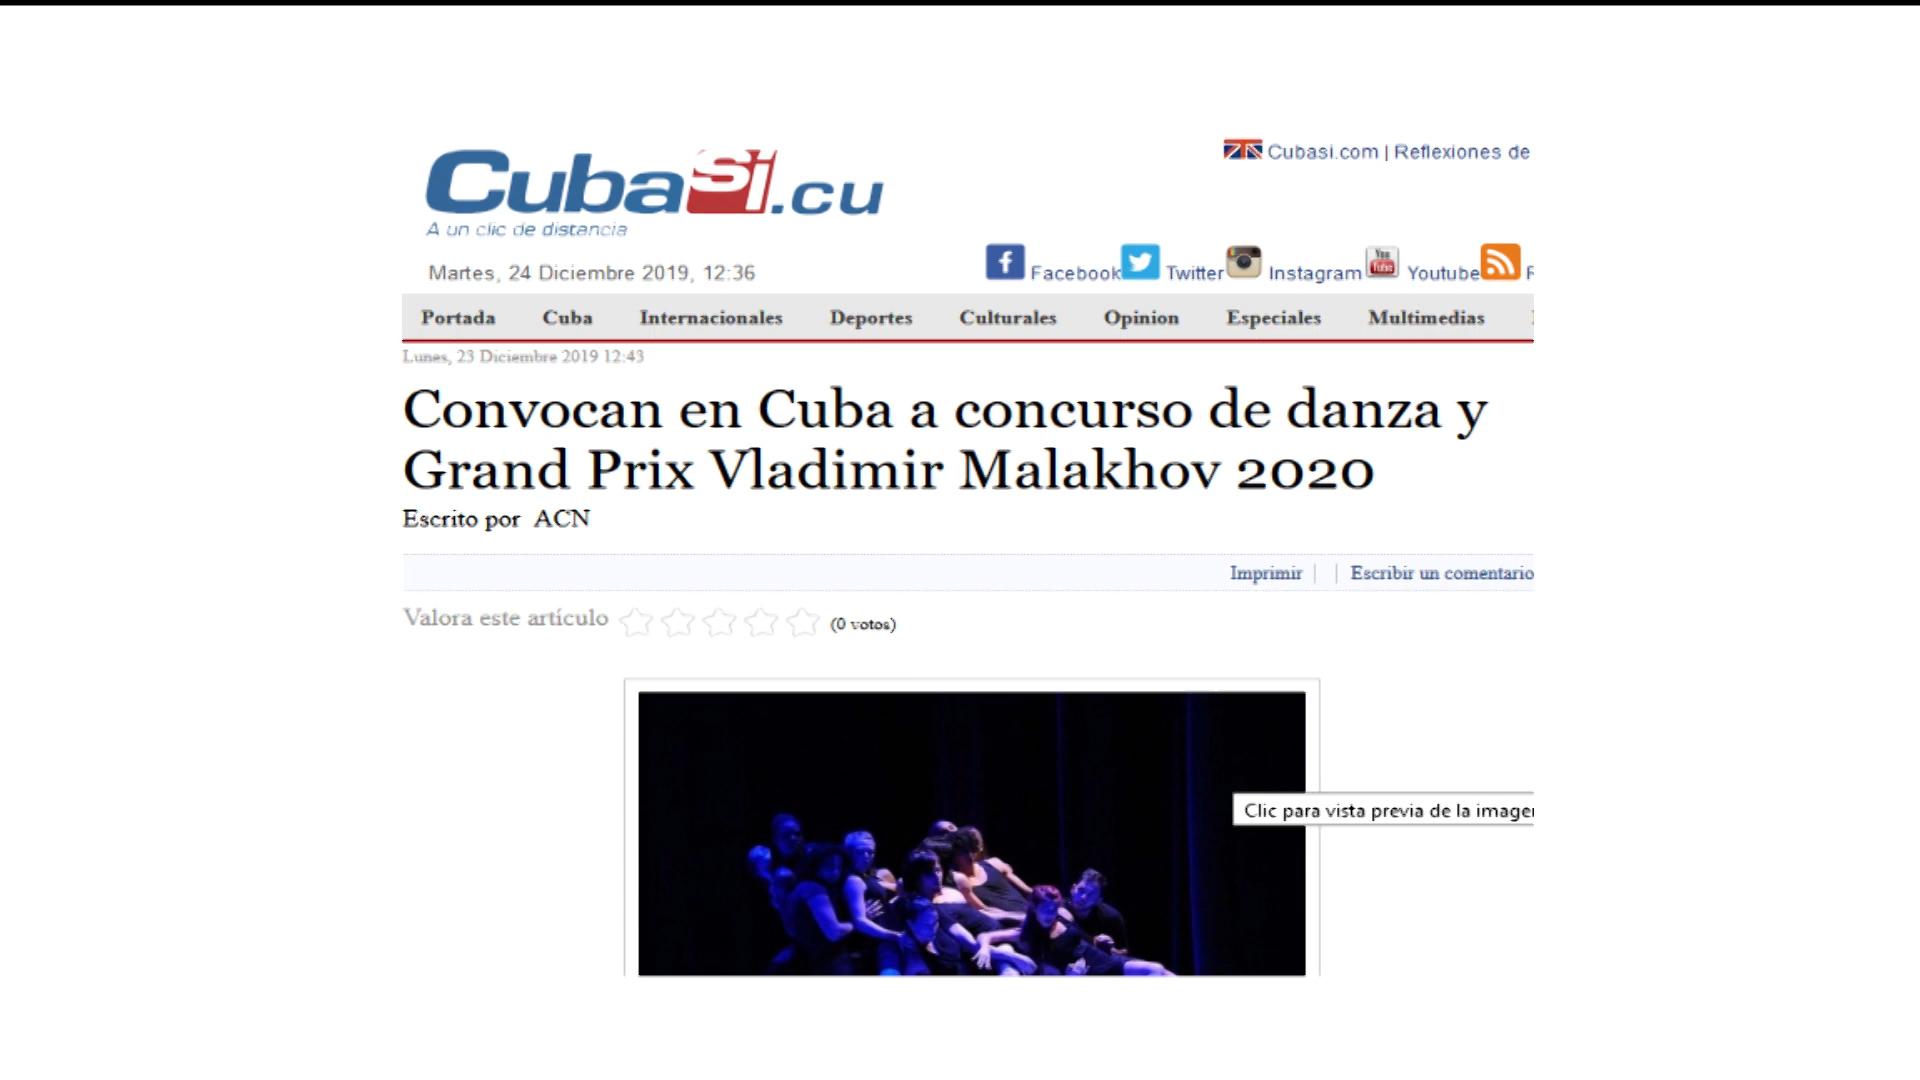 CubaSi.cu
A un clic de distancia
Cubasi.com | Reflexiones de
Martes, 24 Diciembre 2019, 12:36
Facebook Twitter Instagram Youtube
Portada Cuba Internacionales Deportes Culturales Opinion Especiales Multimedias
Lunes, 23 Diciembre 2019 12:43
Convocan en Cuba a concurso de danza y
Grand Prix Vladimir Malakhov 2020
Escrito por ACN
Imprimir | | Escribir un comentario
Valora este artículo (0 votos)
Clic para vista previa de la image